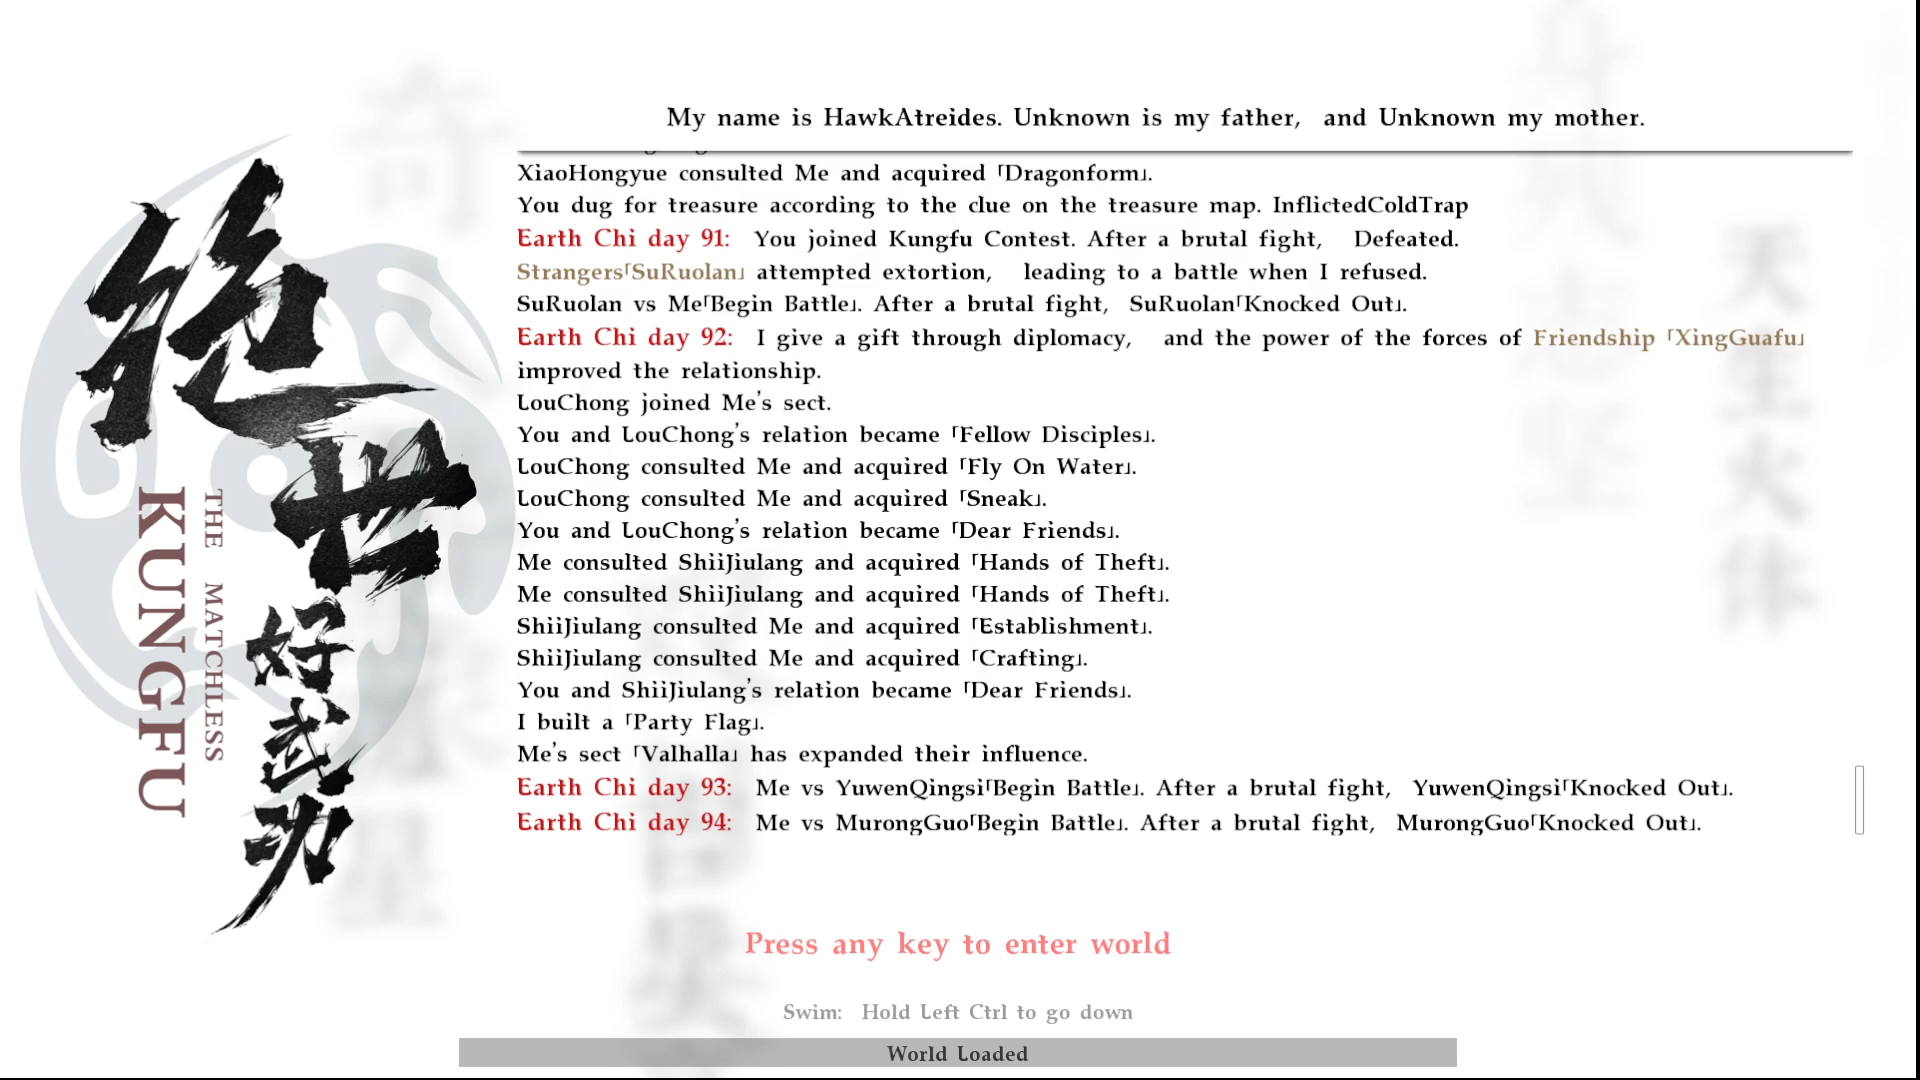 My name is HawkAtreides. Unknown is my father, and Unknown my mother.
XiaoHongyue consulted Me and acquired 「Dragonform」.
You dug for treasure according to the clue on the treasure map. InflictedColdTrap
Earth Chi day 91: You joined Kungfu Contest. After a brutal fight, Defeated.
Strangers「SuRuolan」 attempted extortion, leading to a battle when I refused.
SuRuolan vs Me「Begin Battle」. After a brutal fight, SuRuolan「Knocked Out」.
Earth Chi day 92: I give a gift through diplomacy, and the power of the forces of Friendship 「XingGuafu」
improved the relationship.
LouChong joined Me's sect.
You and LouChong's relation became 「Fellow Disciples」.
LouChong consulted Me and acquired 「Fly On Water」.
LouChong consulted Me and acquired 「Sneak」.
You and LouChong's relation became 「Dear Friends」.
Me consulted ShiiJiulang and acquired 「Hands of Theft」.
Me consulted ShiiJiulang and acquired 「Hands of Theft」.
ShiiJiulang consulted Me and acquired 「Establishment」.
ShiiJiulang consulted Me and acquired 「Crafting」.
You and ShiiJiulang's relation became 「Dear Friends」.
I built a 「Party Flag」.
Me's sect 「Valhalla」 has expanded their influence.
Earth Chi day 93: Me vs YuwenQingsi「Begin Battle」. After a brutal fight, YuwenQingsi「Knocked Out」.
Earth Chi day 94: Me vs MurongGuo「Begin Battle」. After a brutal fight, MurongGuo「Knocked Out」.
绝世好武功
THE MATCHLESS
KUNGFU
天生火体
Press any key to enter world
Swim: Hold Left Ctrl to go down
World Loaded